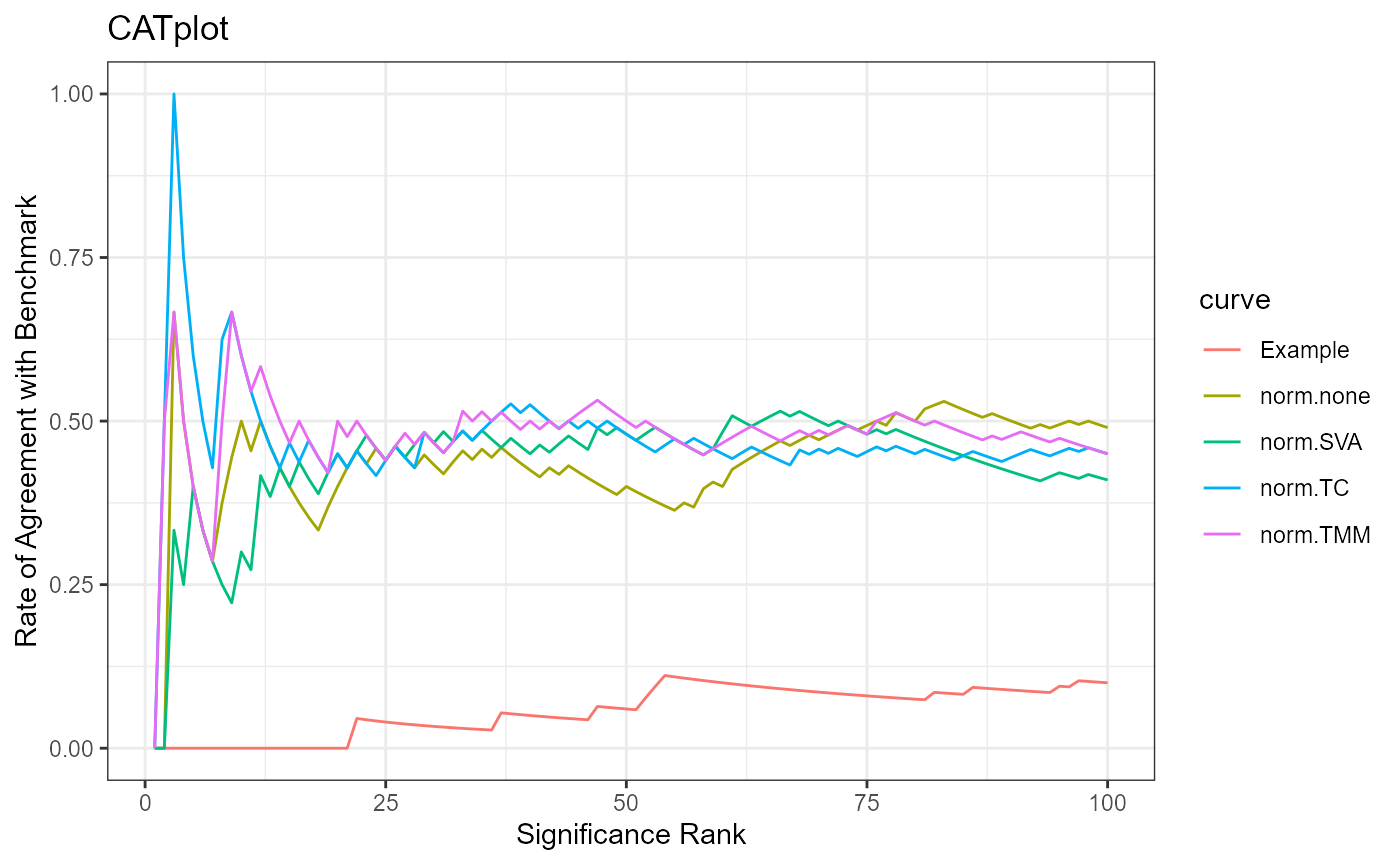 CATplot
Rate of Agreement with Benchmark
1.00
0.75
0.50
0.25
0.00
0
25
50
75
100
Significance Rank
curve
Example
norm.none
norm.SVA
norm.TC
norm.TMM